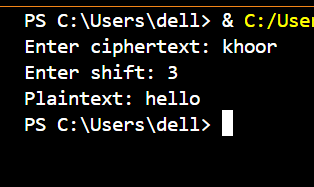 PS C:\Users\dell> & C:/User
Enter ciphertext: khoor
Enter shift: 3
Plaintext: hello
PS C:\Users\dell>